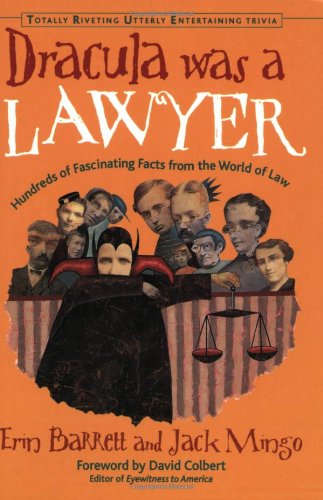 TOTALLY RIVETING UTTERLY ENTERTAINING TRIVIA
Dracula was a
LAWYER
Hundreds of Fascinating Facts from the World of Law
Erin Barrett and Jack Mingo
Foreword by David Colbert
Editor of Eyewitness to America